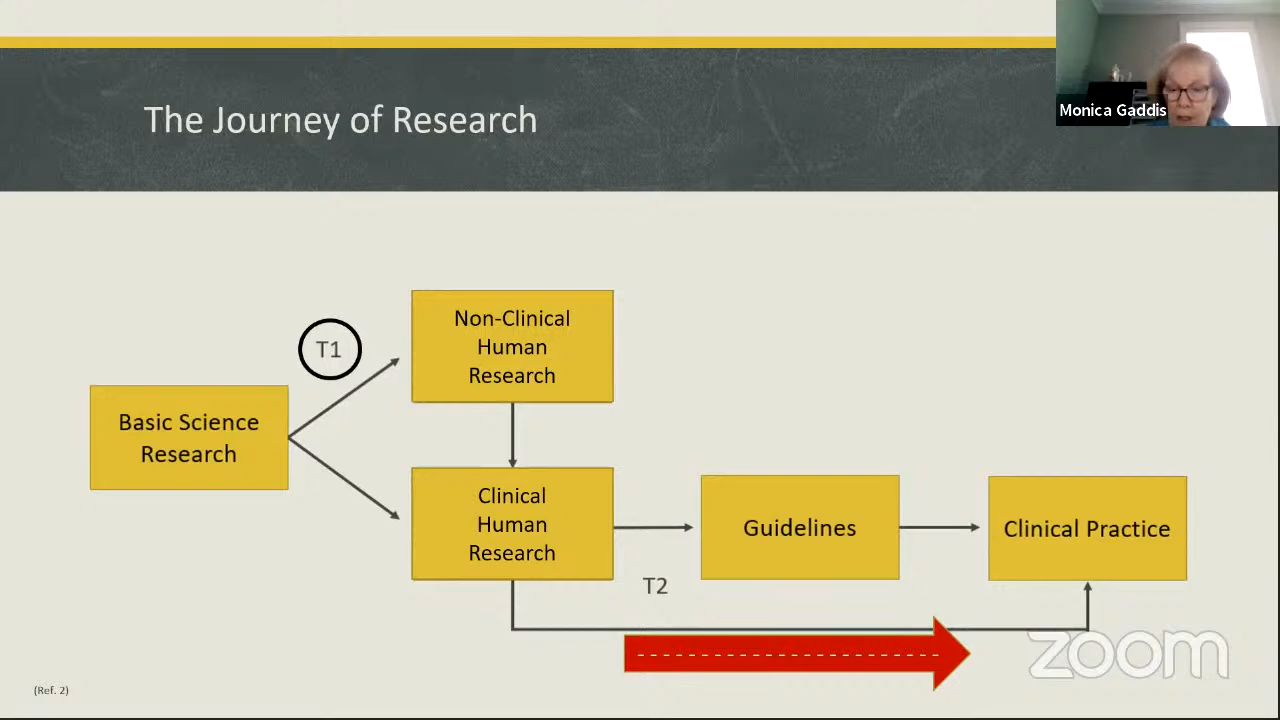 Monica Gaddis
The Journey of Research
T1
Non-Clinical
Human
Research
Basic Science
Research
Clinical
Human
Research
Guidelines
Clinical Practice
T2
zoom
(Ref. 2)